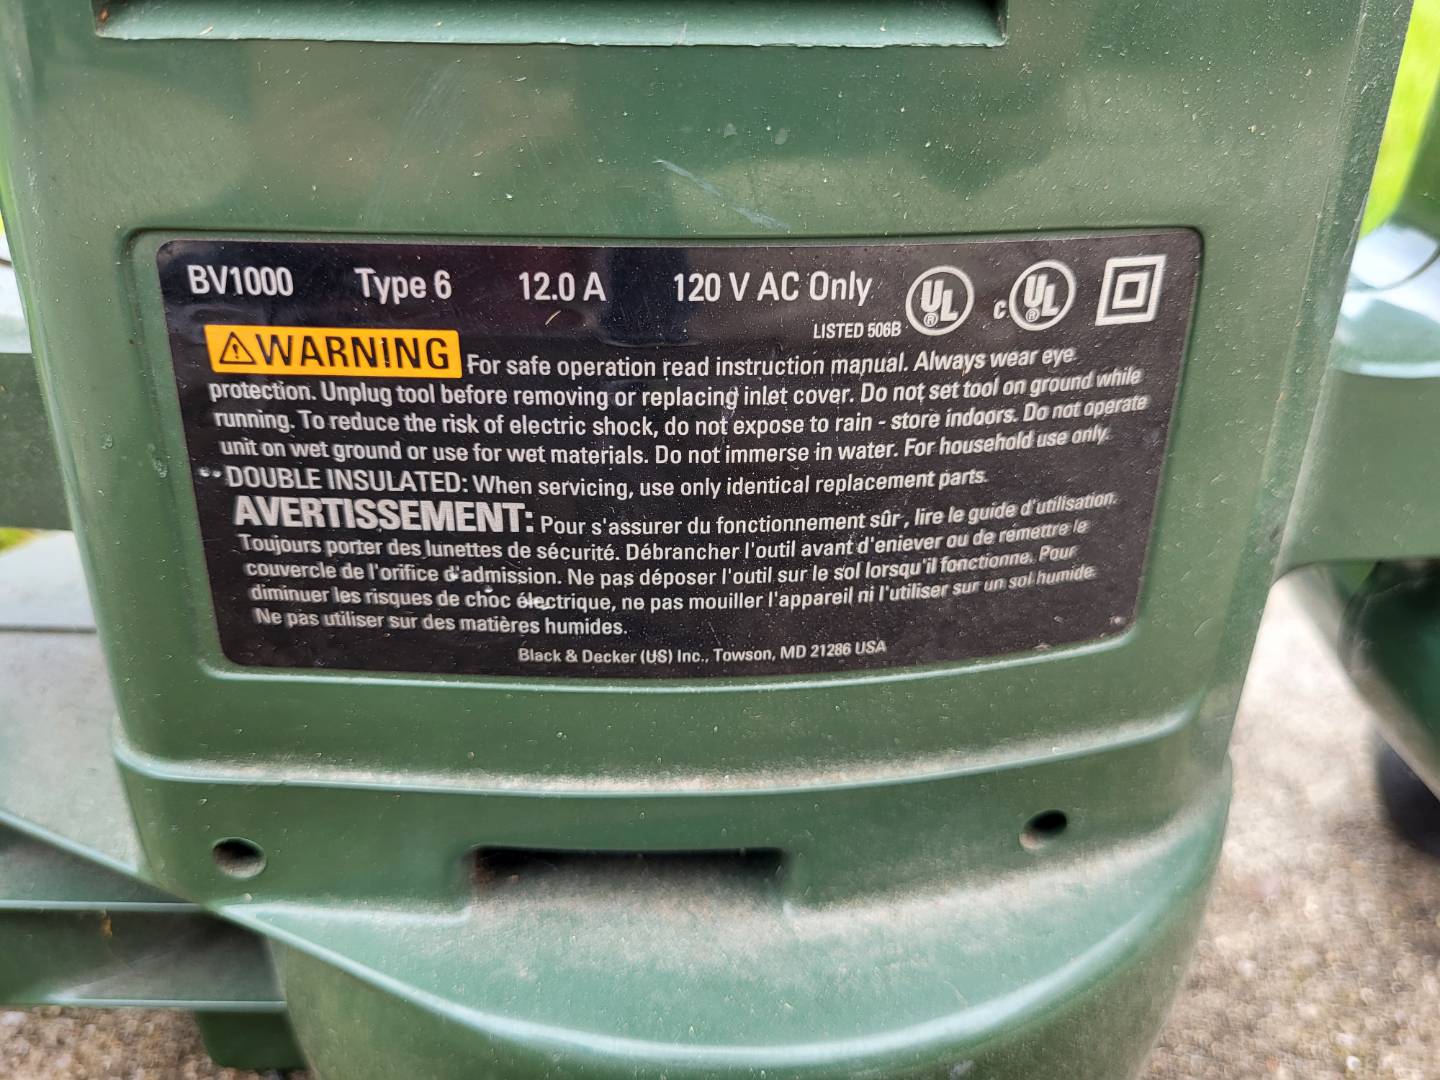 BV1000 Type 6 12.0 A 120 V AC Only UL ® c UL ®
LISTED 506B
WARNING For safe operation read instruction manual. Always wear eye
protection. Unplug tool before removing or replacing inlet cover. Do not set tool on ground while
running. To reduce the risk of electric shock, do not expose to rain - store indoors. Do not operate
unit on wet ground or use for wet materials. Do not immerse in water. For household use only.
DOUBLE INSULATED: When servicing, use only identical replacement parts.
AVERTISSEMENT: Pour s'assurer du fonctionnement sûr, lire le guide d'utilisation.
Toujours porter des lunettes de sécurité. Débrancher l'outil avant d'eniever ou de remettre le
couvercle de l'orifice d'admission. Ne pas déposer l'outil sur le sol lorsqu'il fonctionne. Pour
diminuer les risques de choc électrique, ne pas mouiller l'appareil ni l'utiliser sur un sol humide.
Ne pas utiliser sur des matières humides.
Black & Decker (US) Inc., Towson, MD 21286 USA